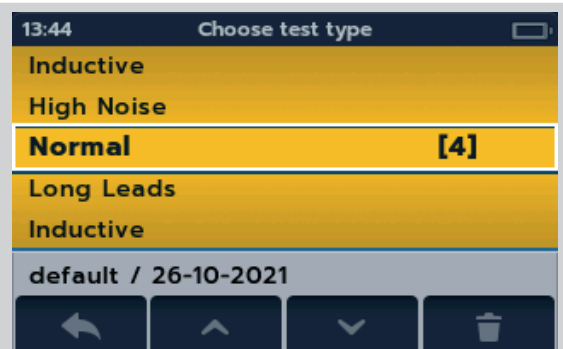 13:44 Choose test type
Inductive
High Noise
Normal [4]
Long Leads
Inductive
default / 26-10-2021